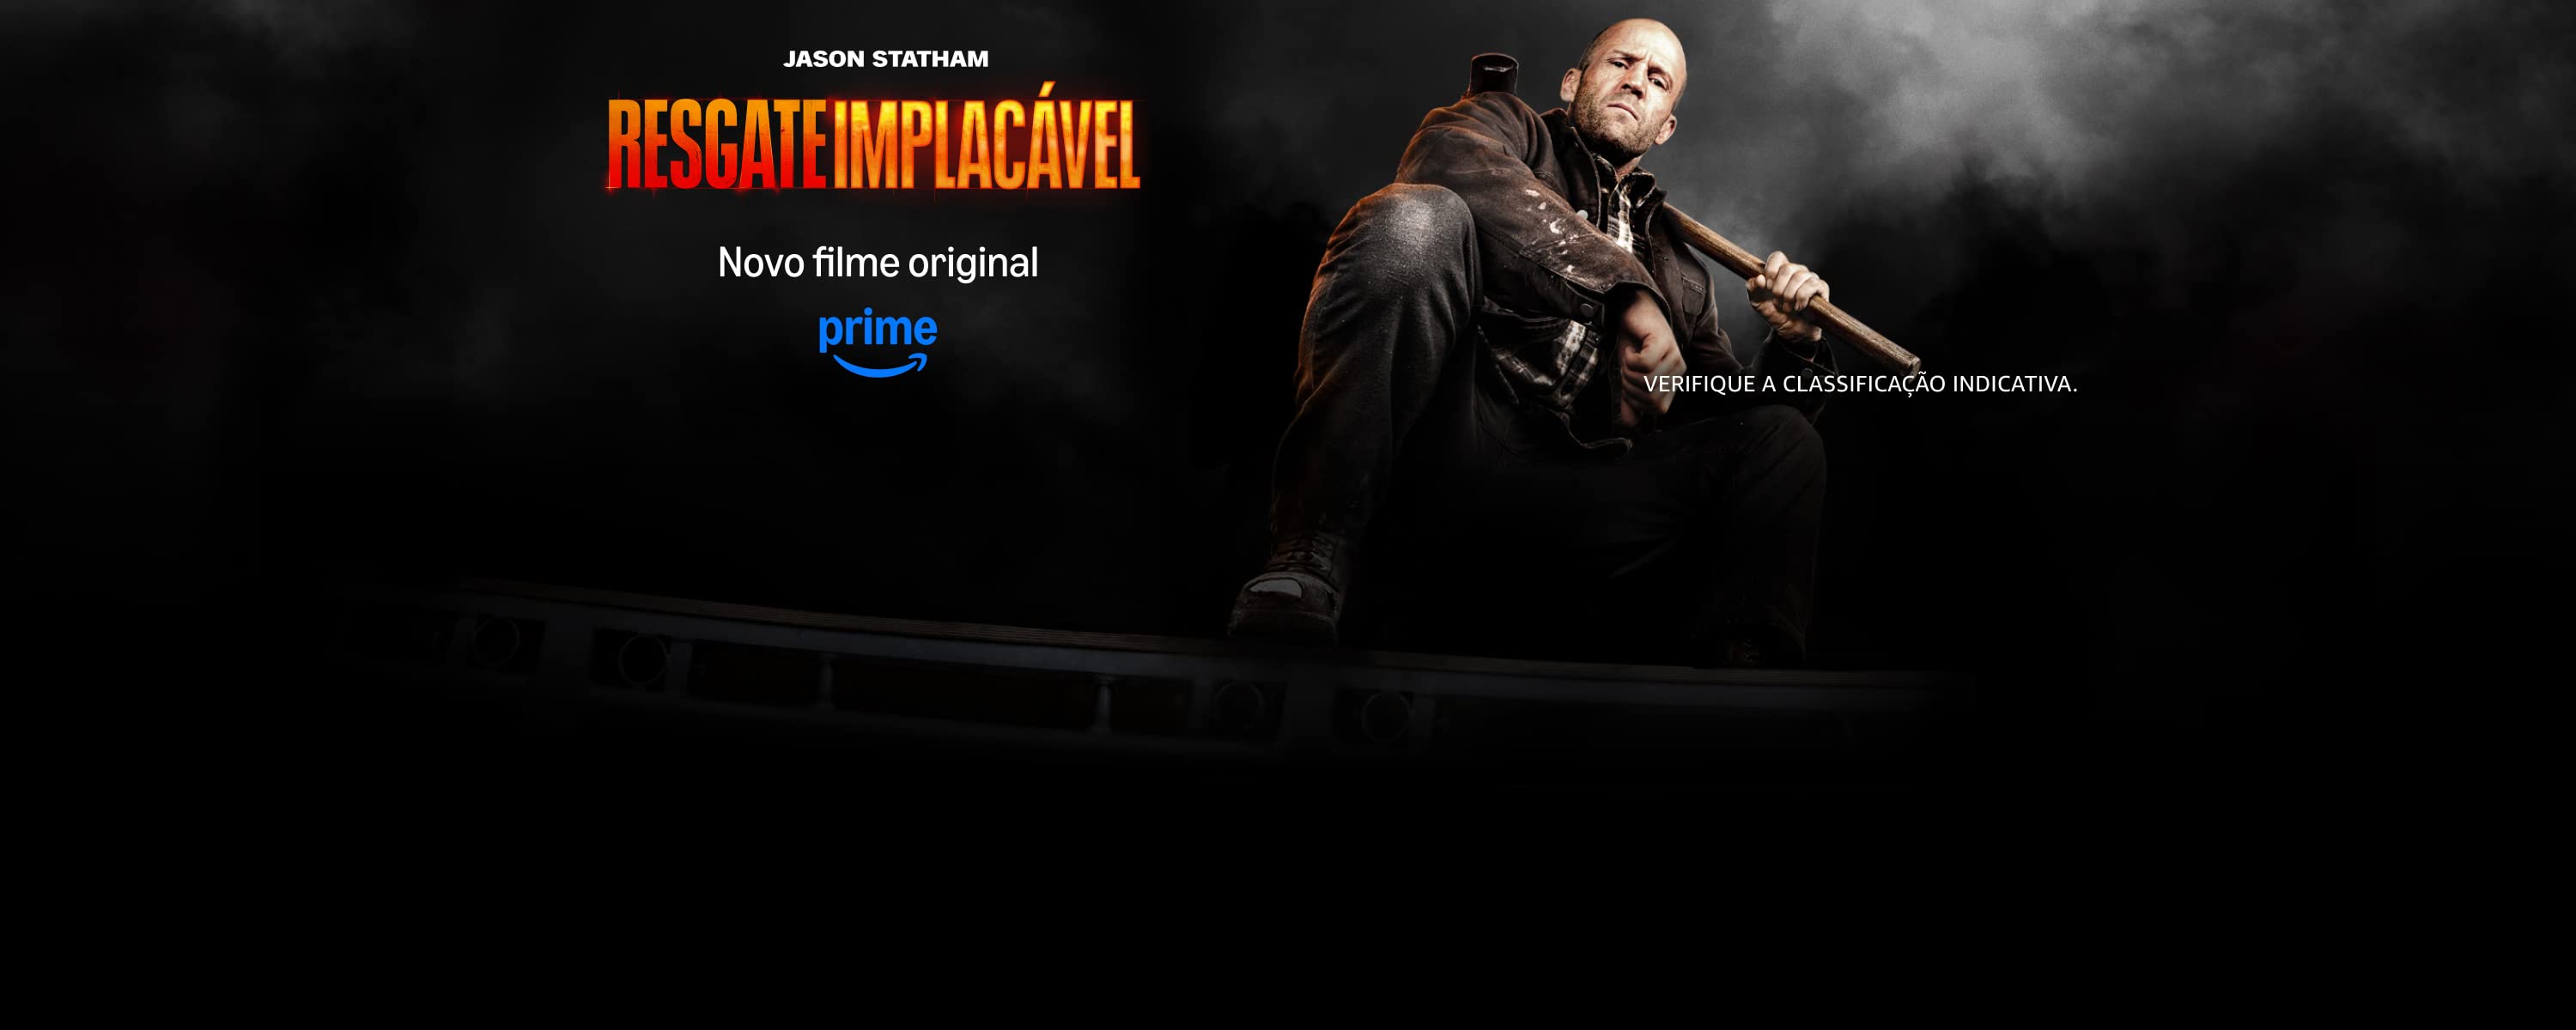 JASON STATHAM
RESGATE IMPLACÁVEL
Novo filme original
prime
VERIFIQUE A CLASSIFICAÇÃO INDICATIVA.